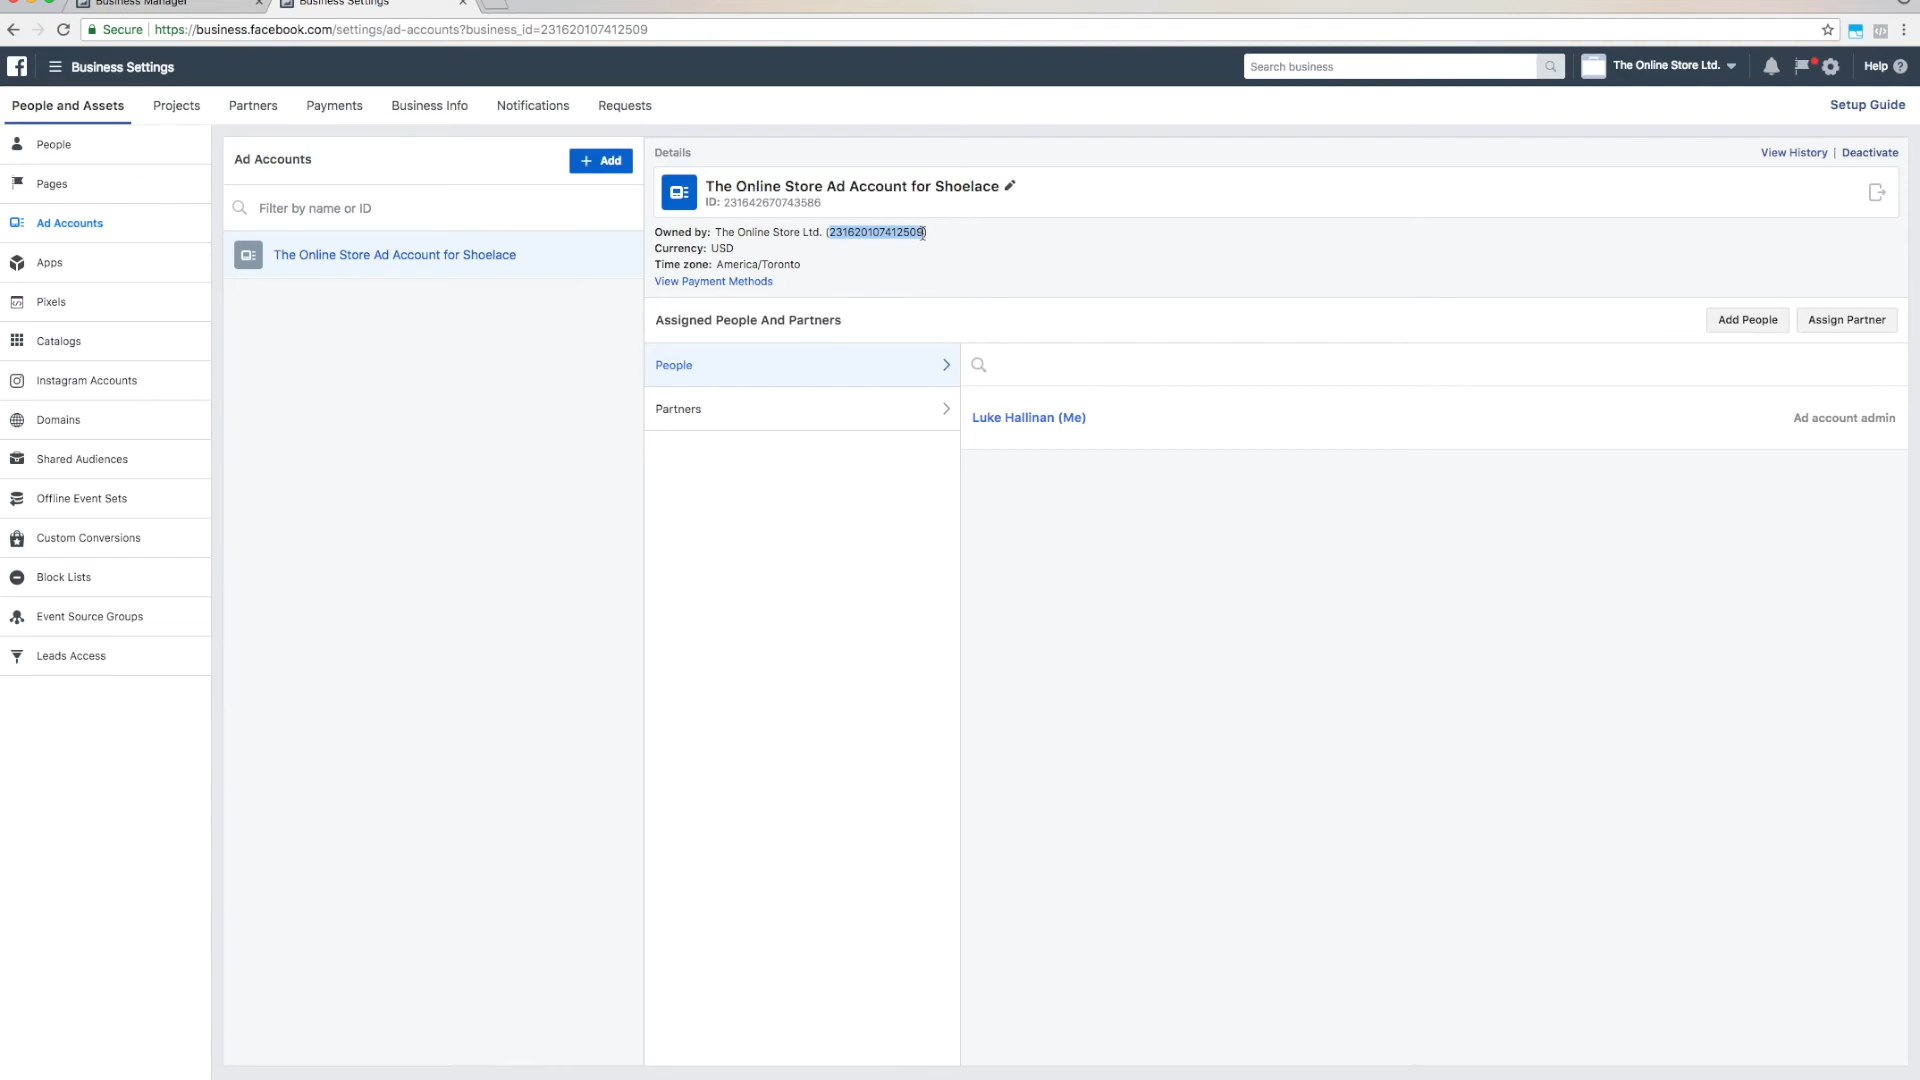 Business Manager
Business Settings
Secure https://business.facebook.com/settings/ad-accounts?business_id=231620107412509
Business Settings
Search business
The Online Store Ltd.
Help
People and Assets
Projects
Partners
Payments
Business Info
Notifications
Requests
Setup Guide
People
Pages
Ad Accounts
Apps
Pixels
Catalogs
Instagram Accounts
Domains
Shared Audiences
Offline Event Sets
Custom Conversions
Block Lists
Event Source Groups
Leads Access
Ad Accounts
+ Add
Filter by name or ID
The Online Store Ad Account for Shoelace
Details
View History | Deactivate
The Online Store Ad Account for Shoelace
ID: 231642670743586
Owned by: The Online Store Ltd. (231620107412509)
Currency: USD
Time zone: America/Toronto
View Payment Methods
Assigned People And Partners
Add People
Assign Partner
People
Partners
Luke Hallinan (Me)
Ad account admin